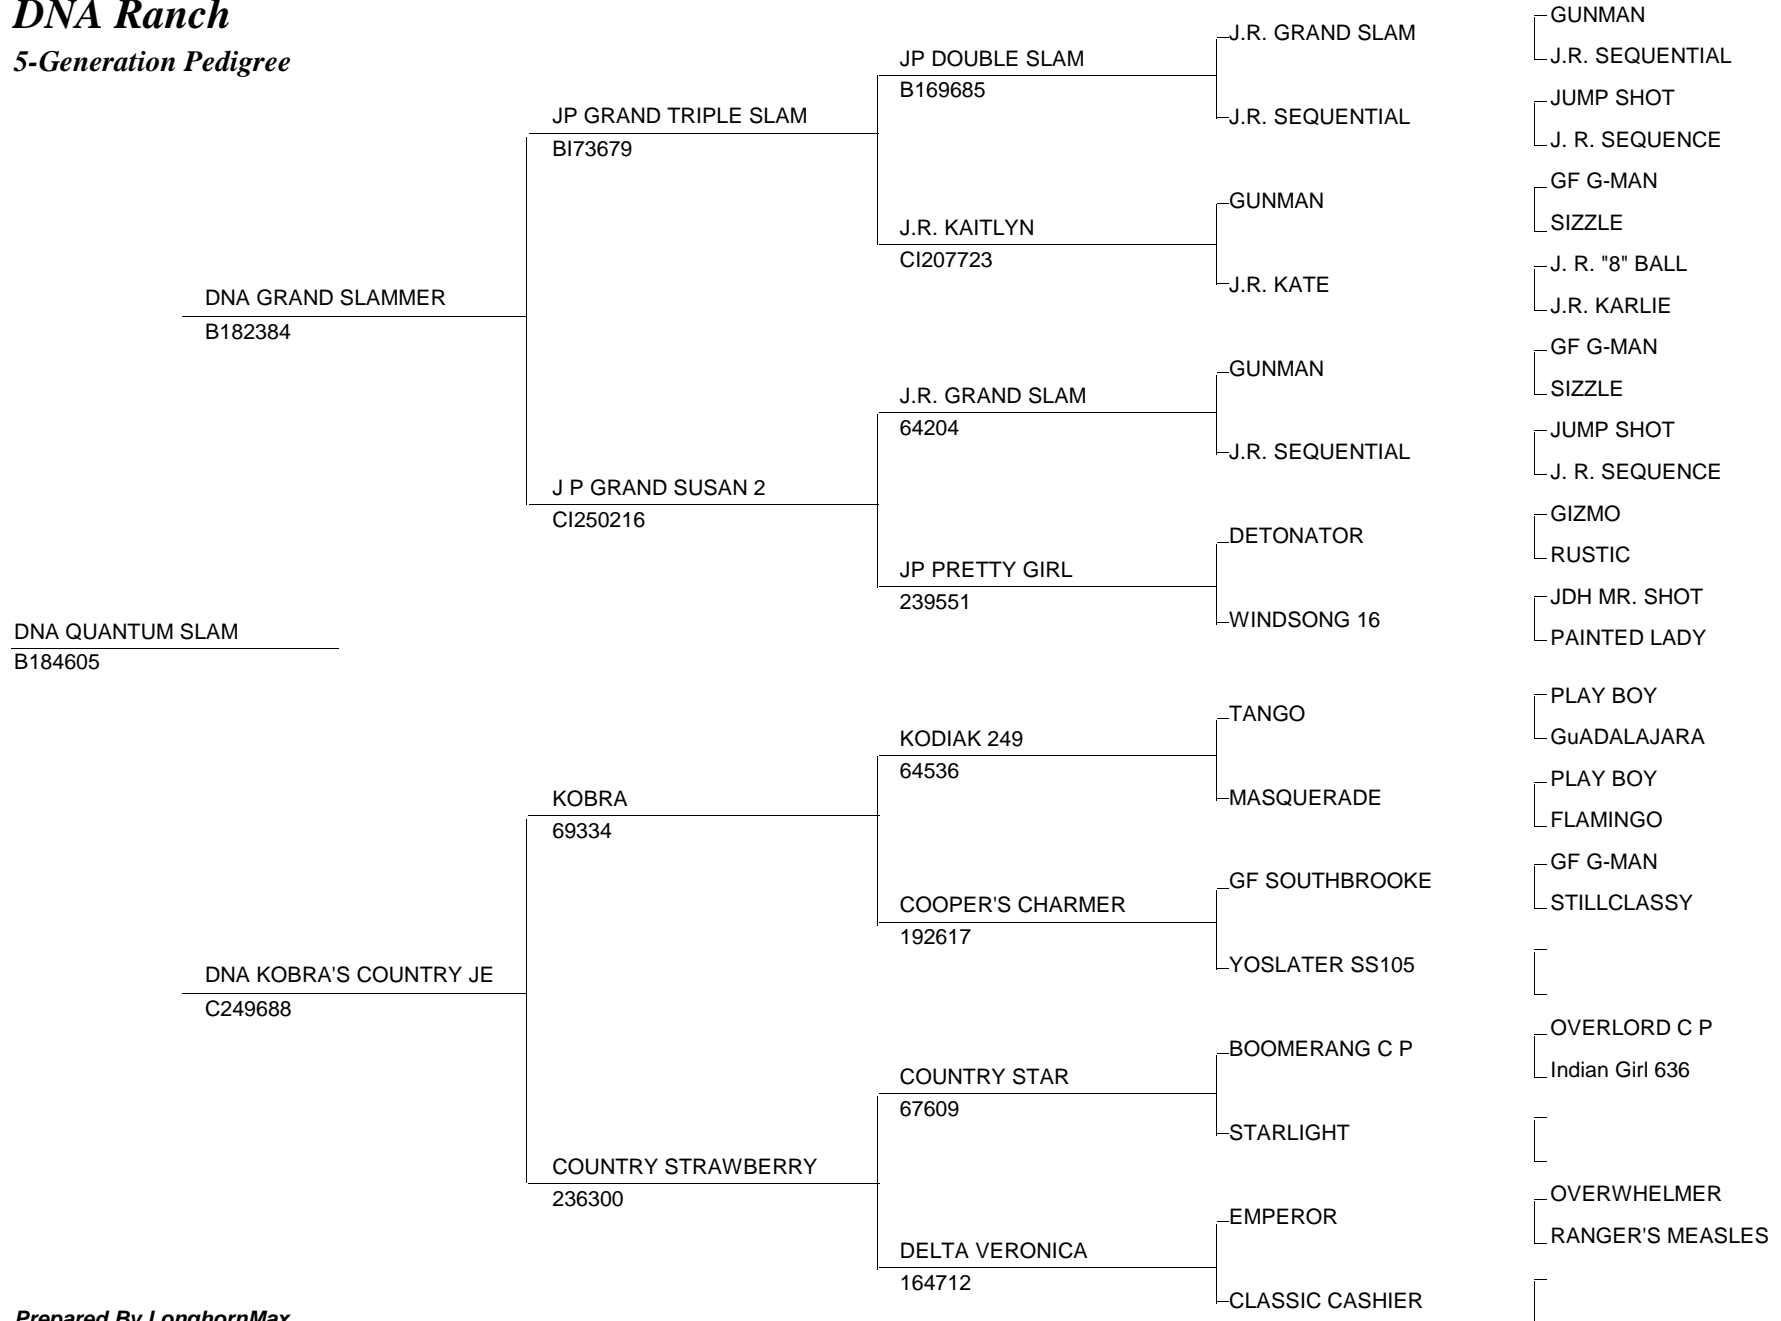 DNA Ranch
5-Generation Pedigree
DNA QUANTUM SLAM
B184605
DNA GRAND SLAMMER
B182384
DNA KOBRA'S COUNTRY JE
C249688
JP GRAND TRIPLE SLAM
BI73679
J P GRAND SUSAN 2
CI250216
KOBRA
69334
COUNTRY STRAWBERRY
236300
JP DOUBLE SLAM
B169685
J.R. KAITLYN
CI207723
J.R. GRAND SLAM
64204
JP PRETTY GIRL
239551
KODIAK 249
64536
COOPER'S CHARMER
192617
COUNTRY STAR
67609
DELTA VERONICA
164712
J.R. GRAND SLAM
J.R. SEQUENTIAL
GUNMAN
J.R. KATE
GUNMAN
J.R. SEQUENTIAL
DETONATOR
WINDSONG 16
TANGO
MASQUERADE
GF SOUTHBROOKE
YOSLATER SS105
BOOMERANG C P
STARLIGHT
EMPEROR
CLASSIC CASHIER
GUNMAN
J.R. SEQUENTIAL
JUMP SHOT
J. R. SEQUENCE
GF G-MAN
SIZZLE
J. R. "8" BALL
J.R. KARLIE
GF G-MAN
SIZZLE
JUMP SHOT
J. R. SEQUENCE
GIZMO
RUSTIC
JDH MR. SHOT
PAINTED LADY
PLAY BOY
GuADALAJARA
PLAY BOY
FLAMINGO
GF G-MAN
STILLCLASSY
OVERLORD C P
Indian Girl 636
OVERWHELMER
RANGER'S MEASLES
Prepared By LonghornMax